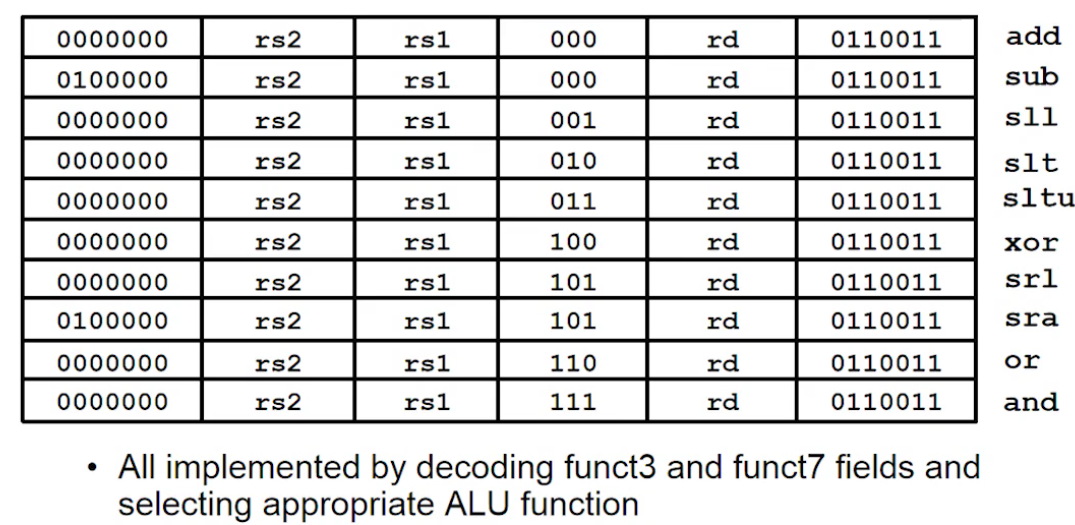 0000000 rs2 rs1 000 rd 0110011 add
0100000 rs2 rs1 000 rd 0110011 sub
0000000 rs2 rs1 001 rd 0110011 sll
0000000 rs2 rs1 010 rd 0110011 slt
0000000 rs2 rs1 011 rd 0110011 sltu
0000000 rs2 rs1 100 rd 0110011 xor
0000000 rs2 rs1 101 rd 0110011 srl
0100000 rs2 rs1 101 rd 0110011 sra
0000000 rs2 rs1 110 rd 0110011 or
0000000 rs2 rs1 111 rd 0110011 and
• All implemented by decoding funct3 and funct7 fields and
selecting appropriate ALU function